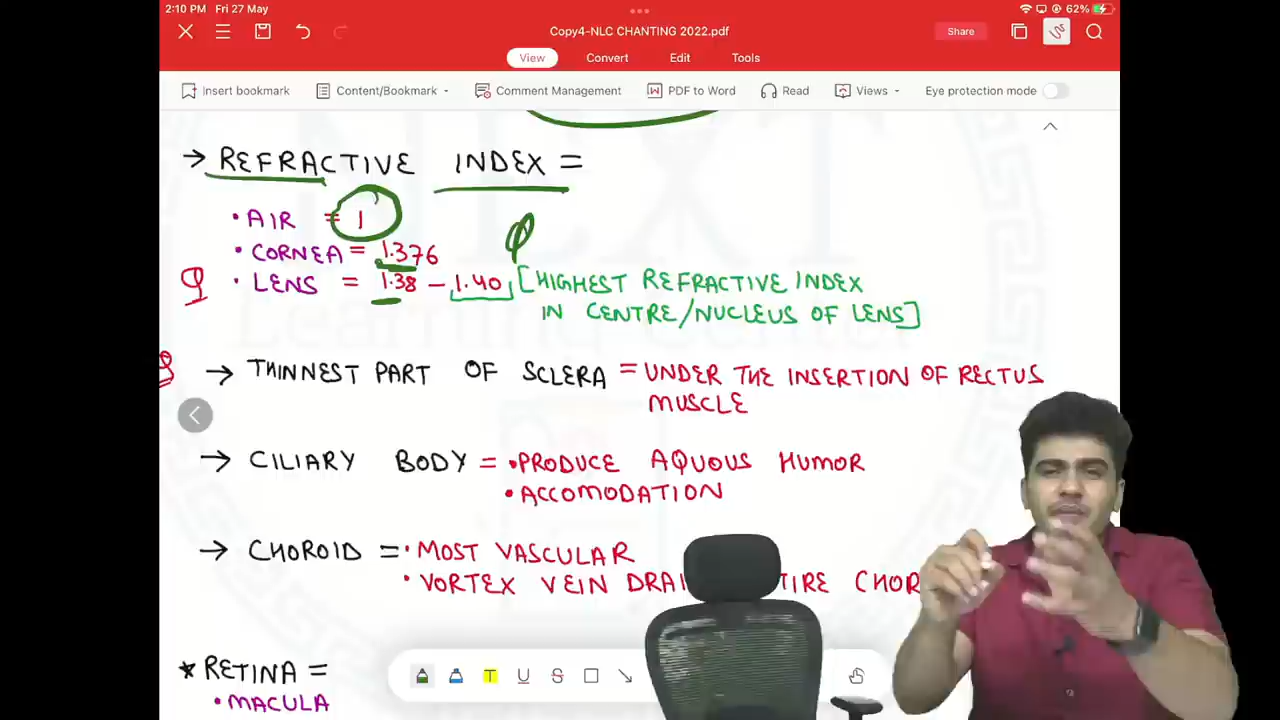 2:10 PM Fri 27 May
62%
Copy4-NLC CHANTING 2022.pdf
Share
View Convert Edit Tools
Insert bookmark Content/Bookmark Comment Management PDF to Word Read Views Eye protection mode
→ REFRACTIVE INDEX =
• AIR = 1
• CORNEA = 1.376
• LENS = 1.38 - 1.40 [HIGHEST REFRACTIVE INDEX
IN CENTRE/NUCLEUS OF LENS]
→ THINNEST PART OF SCLERA = UNDER THE INSERTION OF RECTUS
MUSCLE
→ CILIARY BODY = • PRODUCE AQUOUS HUMOR
• ACCOMODATION
→ CHOROID = • MOST VASCULAR
• VORTEX VEIN
* RETINA =
• MACULA